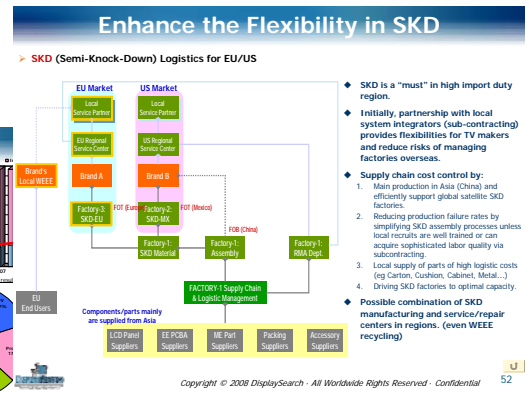 Enhance the Flexibility in SKD
SKD (Semi-Knock-Down) Logistics for EU/US
EU Market
US Market
Local
Service Partner
Local
Service Partner
EU Regional
Service Center
US Regional
Service Center
Brand's
Local WEEE
Brand A
Brand B
Factory-3:
SKD-EU
FOT (Europe)
Factory-2:
SKD-MX
FOT (Mexico)
FOB (China)
Factory-1:
SKD Material
Factory-1:
Assembly
Factory-1:
RMA Dept.
EU
End Users
FACTORY-1 Supply Chain
& Logistic Management
Components/parts mainly
are supplied from Asia
LCD Panel
Suppliers
EE PCBA
Suppliers
ME Part
Suppliers
Packing
Suppliers
Accessory
Suppliers
SKD is a "must" in high import duty
region.
Initially, partnership with local
system integrators (sub-contracting)
provides flexibilities for TV makers
and reduce risks of managing
factories overseas.
Supply chain cost control by:
1. Main production in Asia (China) and
efficiently support global satellite SKD
factories.
2. Reducing production failure rates by
simplifying SKD assembly processes unless
local recruits are well trained or can
acquire sophisticated labor quality via
subcontracting.
3. Local supply of parts of high logistic costs
(eg Carton, Cushion, Cabinet, Metal...)
4. Driving SKD factories to optimal capacity.
Possible combination of SKD
manufacturing and service/repair
centers in regions. (even WEEE
recycling)
DisplaySearch
Copyright © 2008 DisplaySearch · All Worldwide Rights Reserved · Confidential
52